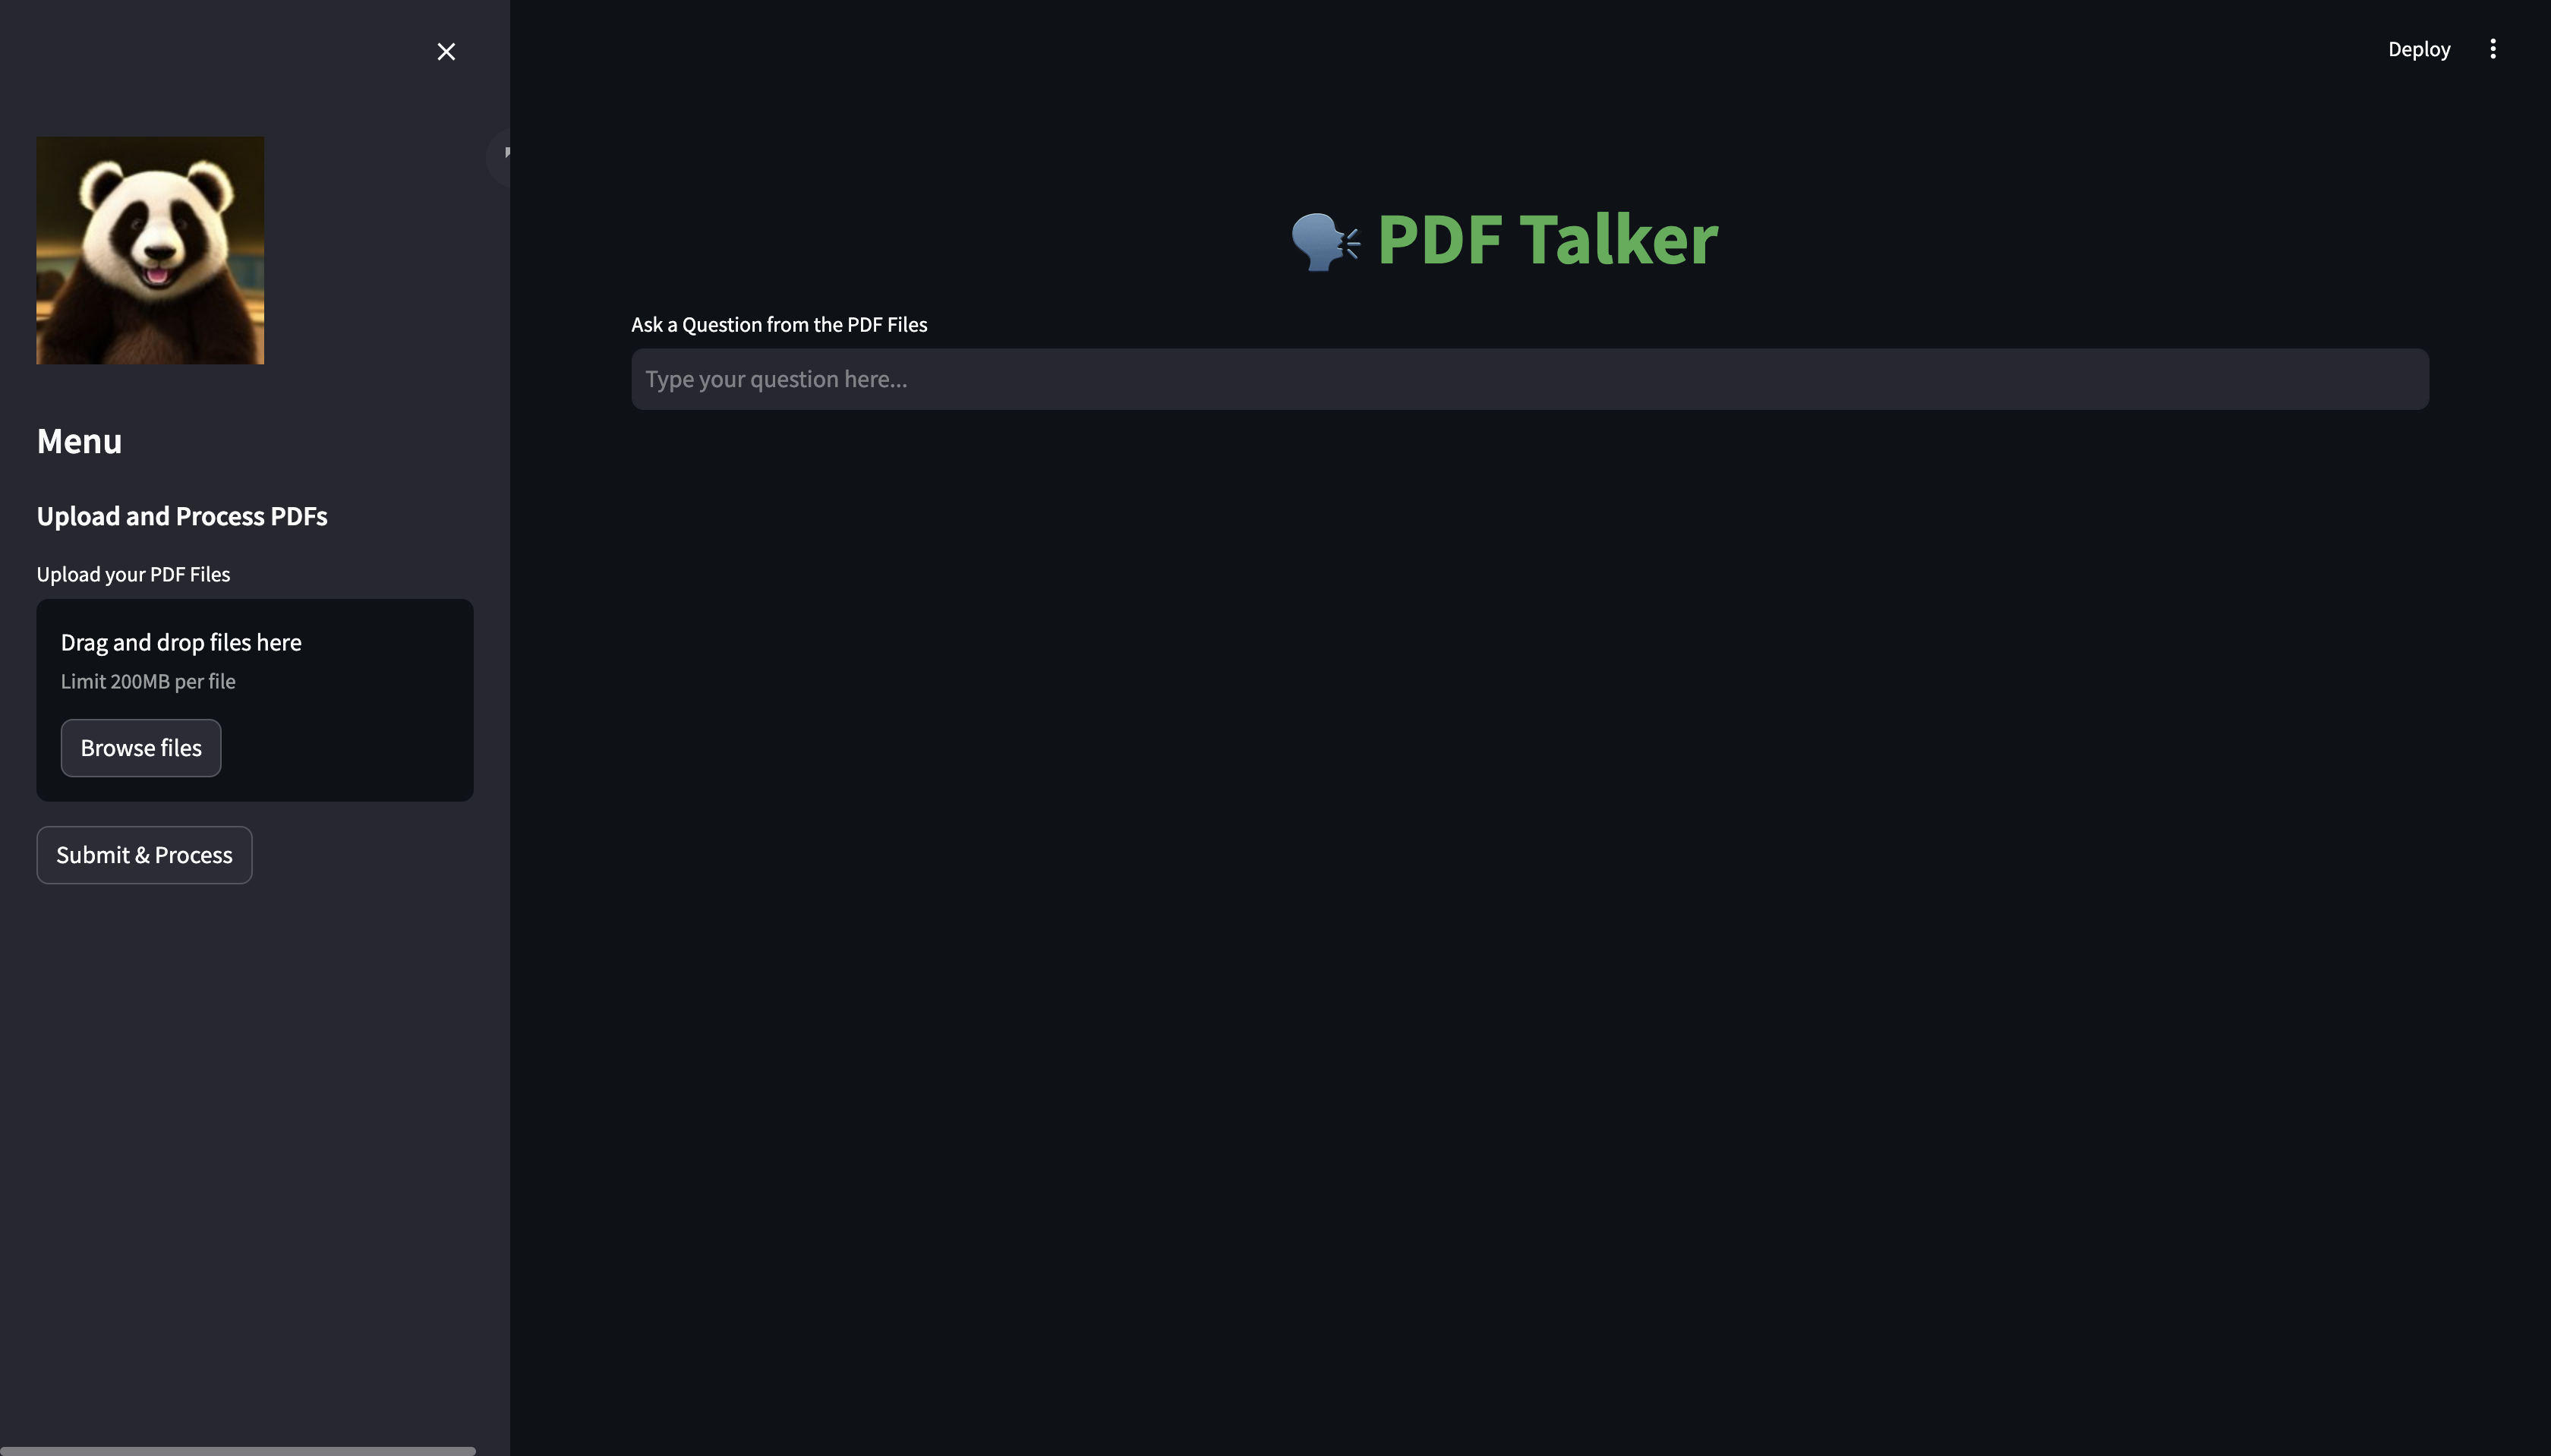 Deploy
Menu
Upload and Process PDFs
Upload your PDF Files
Drag and drop files here
Limit 200MB per file
Browse files
Submit & Process
PDF Talker
Ask a Question from the PDF Files
Type your question here...